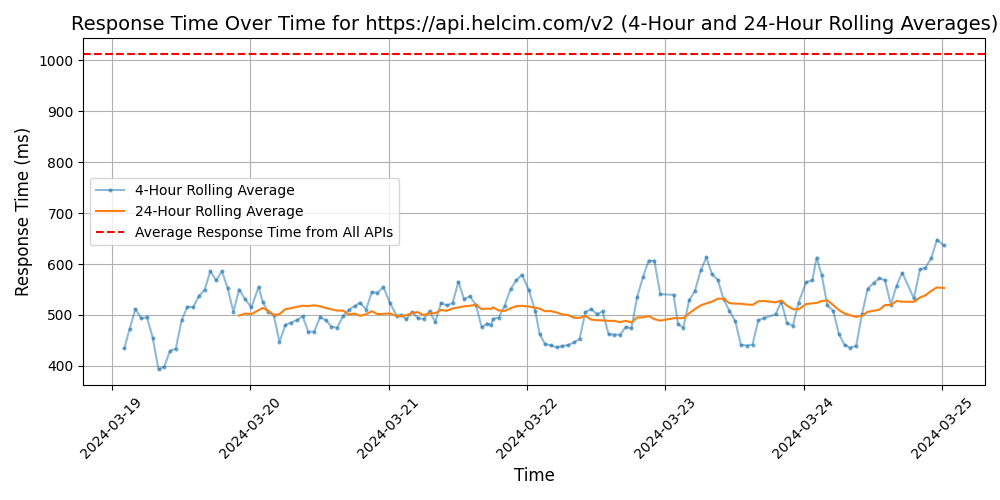 Response Time Over Time for https://api.helcim.com/v2 (4-Hour and 24-Hour Rolling Averages)
Response Time (ms)
1000
900
800
700
600
500
400
4-Hour Rolling Average
24-Hour Rolling Average
Average Response Time from All APIs
2024-03-19
2024-03-20
2024-03-21
2024-03-22
2024-03-23
2024-03-24
2024-03-25
Time